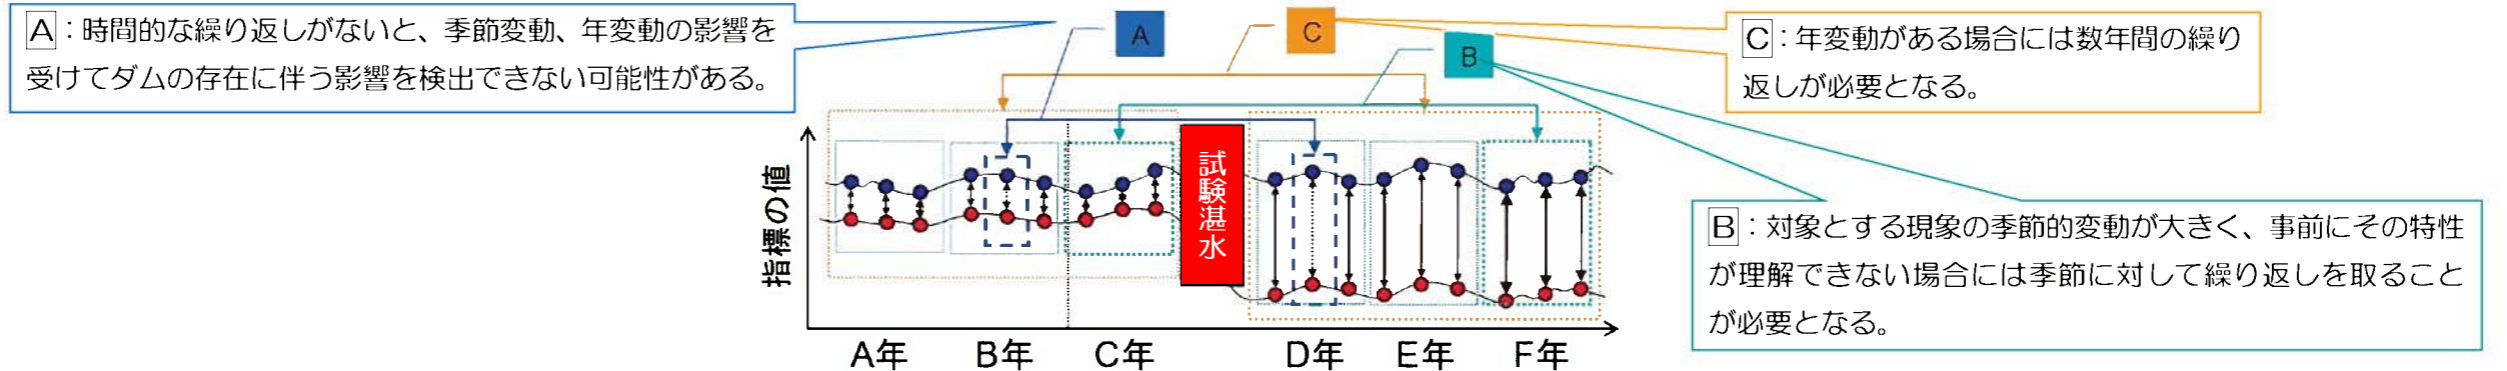 A：時間的な繰り返しがないと、季節変動、年変動の影響を
受けてダムの存在に伴う影響を検出できない可能性がある。
A
C
B
C：年変動がある場合には数年間の繰り
返しが必要となる。
指標の値
試験湛水
B：対象とする現象の季節的変動が大きく、事前にその特性
が理解できない場合には季節に対して繰り返しを取ること
が必要となる。
A年
B年
C年
D年
E年
F年